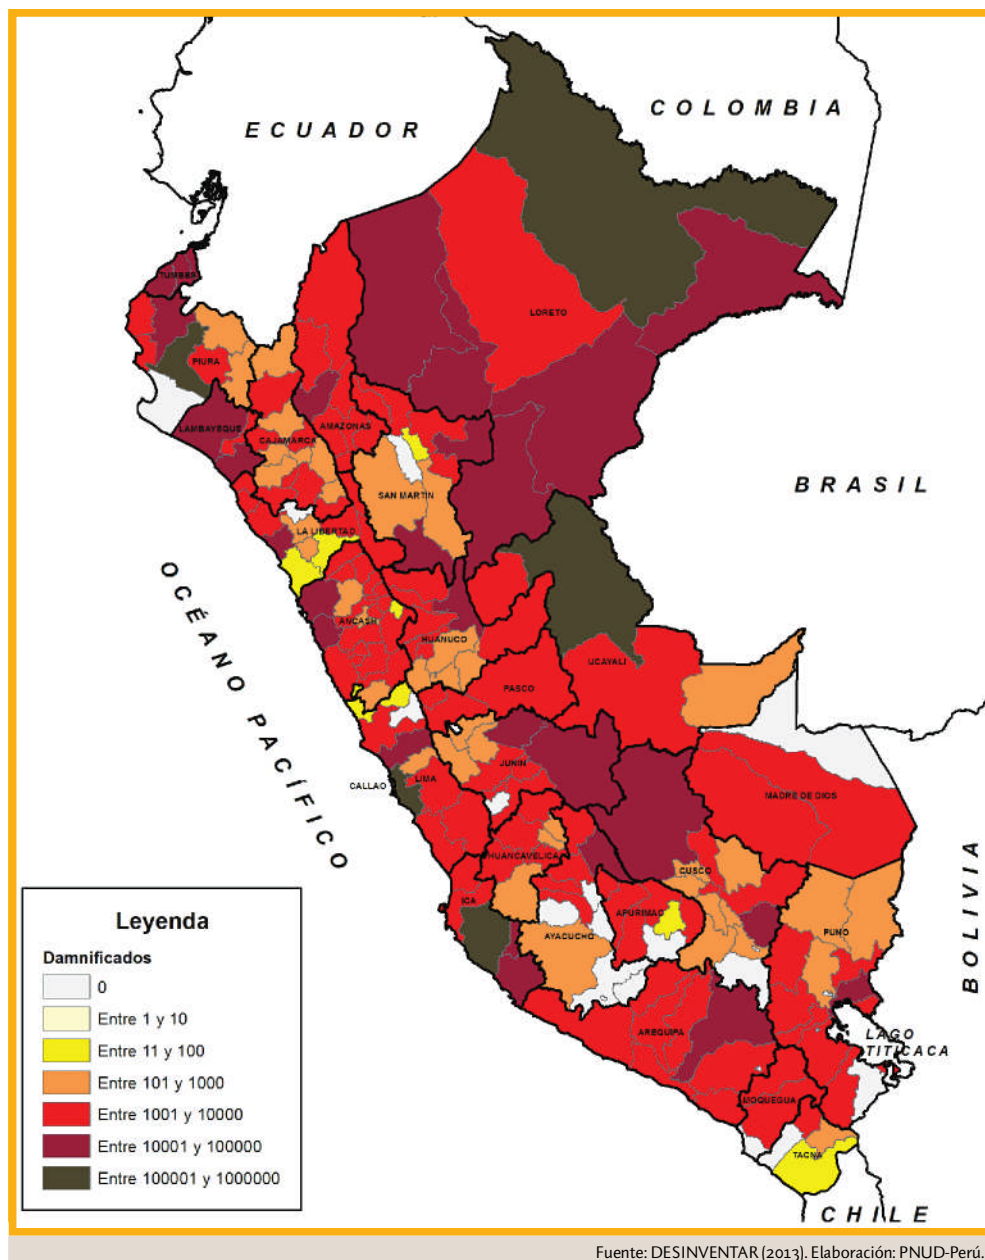 COLOMBIA
ECUADOR
TUMBES
LORETO
PIURA
LAMBAYEQUE
CAJAMARCA
AMAZONAS
BRASIL
SAN MARTIN
LA LIBERTAD
OCÉANO PACÍFICO
ANCASH
HUANUCO
UCAYALI
PASCO
JUNIN
LIMA
CALLAO
MADRE DE DIOS
HUANCAVELICA
CUSCO
ICA
APURIMAC
AYACUCHO
PUNO
BOLIVIA
AREQUIPA
LAGO
TITICACA
MOQUEGUA
TACNA
CHILE
Leyenda
Damnificados
0
Entre 1 y 10
Entre 11 y 100
Entre 101 y 1000
Entre 1001 y 10000
Entre 10001 y 100000
Entre 100001 y 1000000
Fuente: DESINVENTAR (2013). Elaboración: PNUD-Perú.